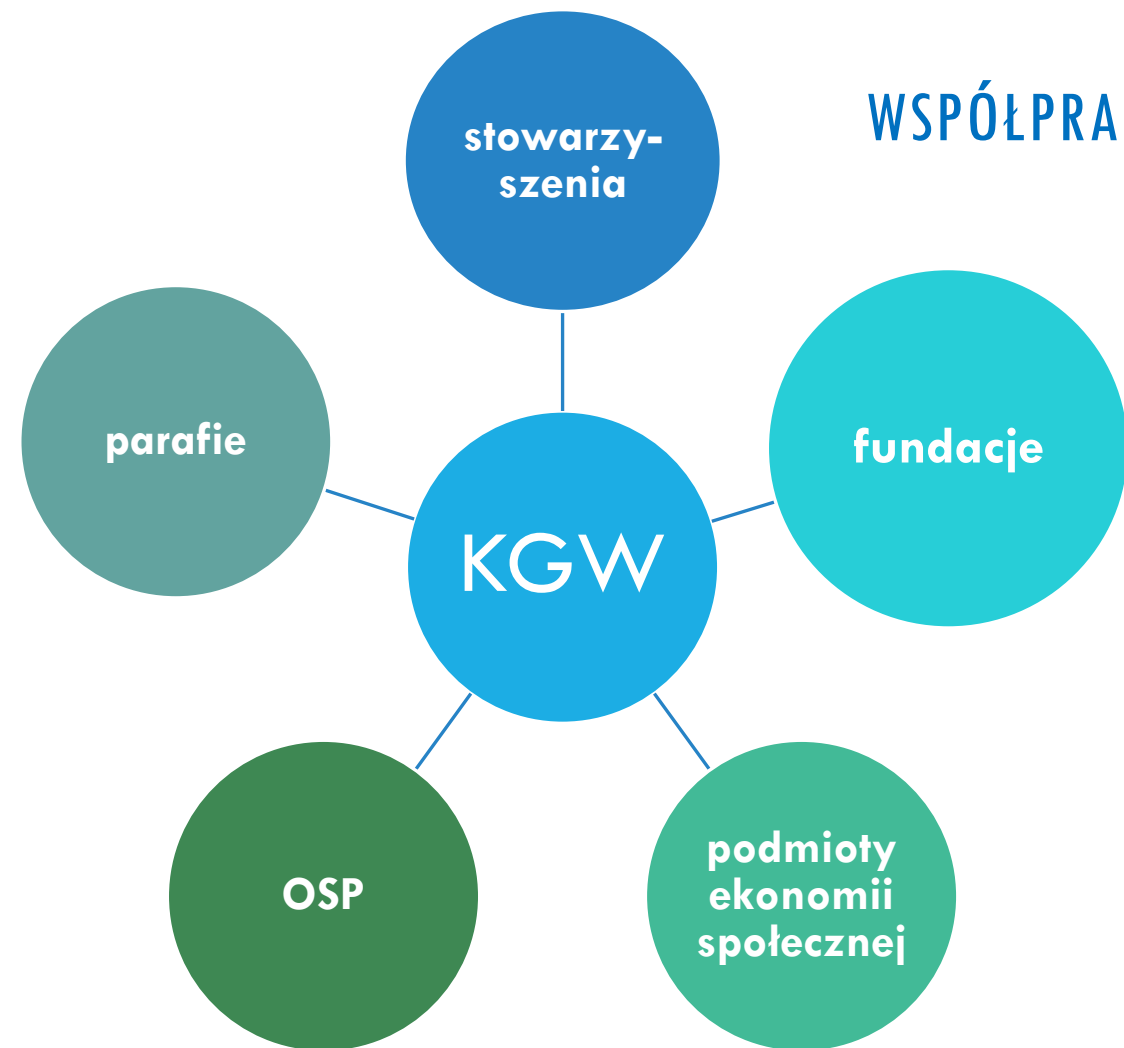 WSPÓŁPRA
stowarzy-
szenia
fundacje
parafie
KGW
podmioty
ekonomii
społecznej
OSP